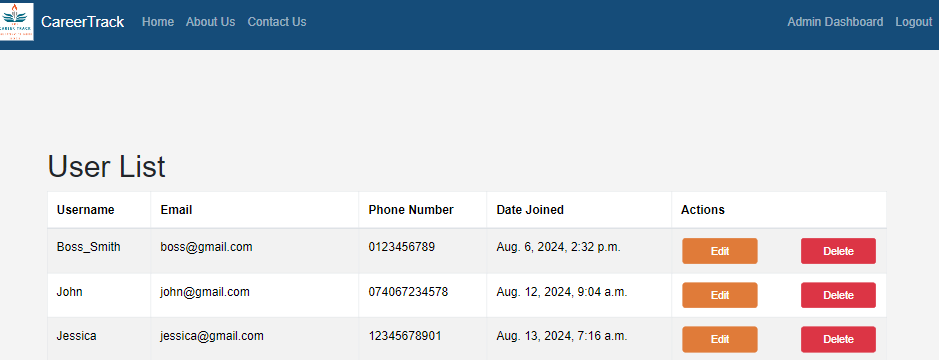 CAREER TRACK
CareerTrack Home About Us Contact Us Admin Dashboard Logout
User List
Username Email Phone Number Date Joined Actions
Boss_Smith boss@gmail.com 0123456789 Aug. 6, 2024, 2:32 p.m. Edit Delete
John john@gmail.com 074067234578 Aug. 12, 2024, 9:04 a.m. Edit Delete
Jessica jessica@gmail.com 12345678901 Aug. 13, 2024, 7:16 a.m. Edit Delete